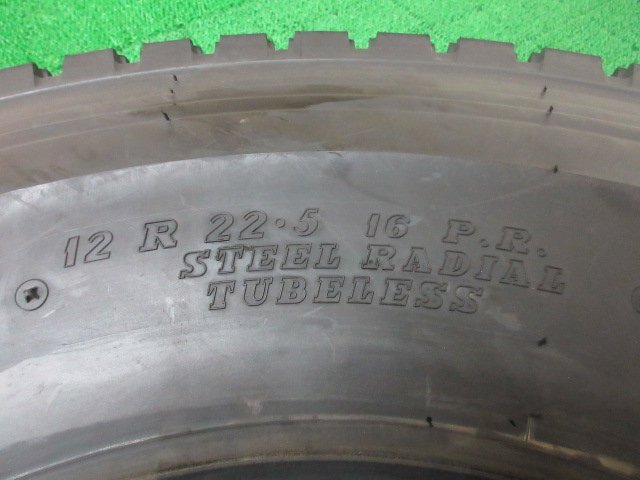 12 R 22.5 16 P.R.
STEEL RADIAL
TUBELESS